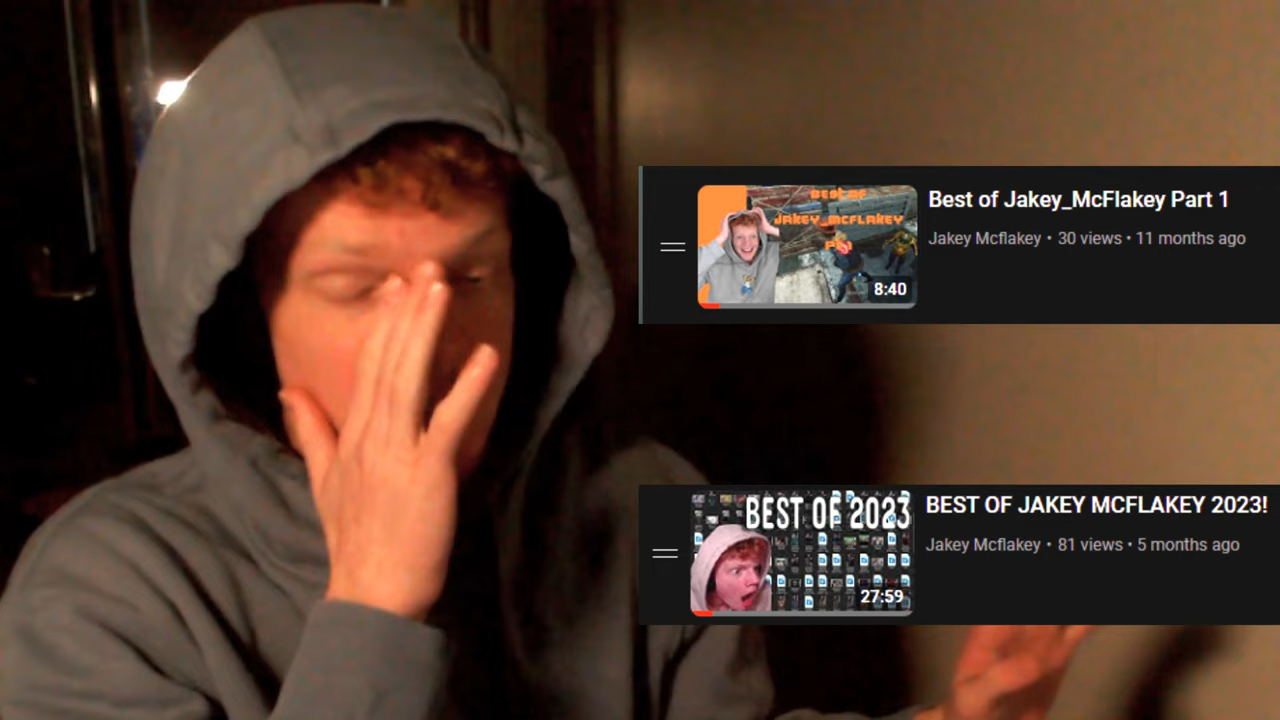 BEST OF
JAKEY_MCFLAKEY
8:40
Best of Jakey_McFlakey Part 1
Jakey Mcflakey • 30 views • 11 months ago
BEST OF 2023
27:59
BEST OF JAKEY MCFLAKEY 2023!
Jakey Mcflakey • 81 views • 5 months ago